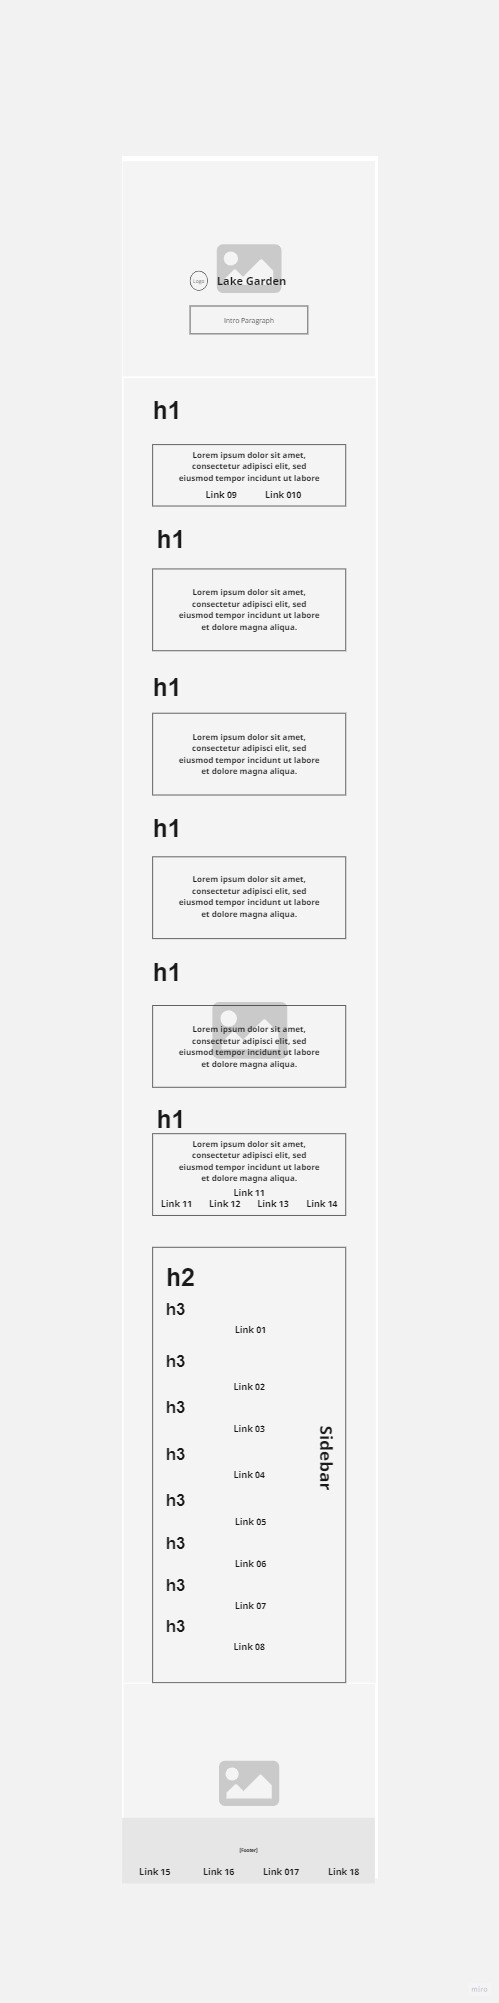 Logo
Lake Garden
Intro Paragraph
h1
Lorem ipsum dolor sit amet,
consectetur adipisci elit, sed
eiusmod tempor incidunt ut labore
Link 09 Link 010
h1
Lorem ipsum dolor sit amet,
consectetur adipisci elit, sed
eiusmod tempor incidunt ut labore
et dolore magna aliqua.
h1
Lorem ipsum dolor sit amet,
consectetur adipisci elit, sed
eiusmod tempor incidunt ut labore
et dolore magna aliqua.
h1
Lorem ipsum dolor sit amet,
consectetur adipisci elit, sed
eiusmod tempor incidunt ut labore
et dolore magna aliqua.
h1
Lorem ipsum dolor sit amet,
consectetur adipisci elit, sed
eiusmod tempor incidunt ut labore
et dolore magna aliqua.
h1
Lorem ipsum dolor sit amet,
consectetur adipisci elit, sed
eiusmod tempor incidunt ut labore
et dolore magna aliqua.
Link 11
Link 11 Link 12 Link 13 Link 14
h2
h3
Link 01
h3
Link 02
h3
Link 03
Sidebar
h3
Link 04
h3
Link 05
h3
Link 06
h3
Link 07
h3
Link 08
[Footer]
Link 15 Link 16 Link 017 Link 18
miro